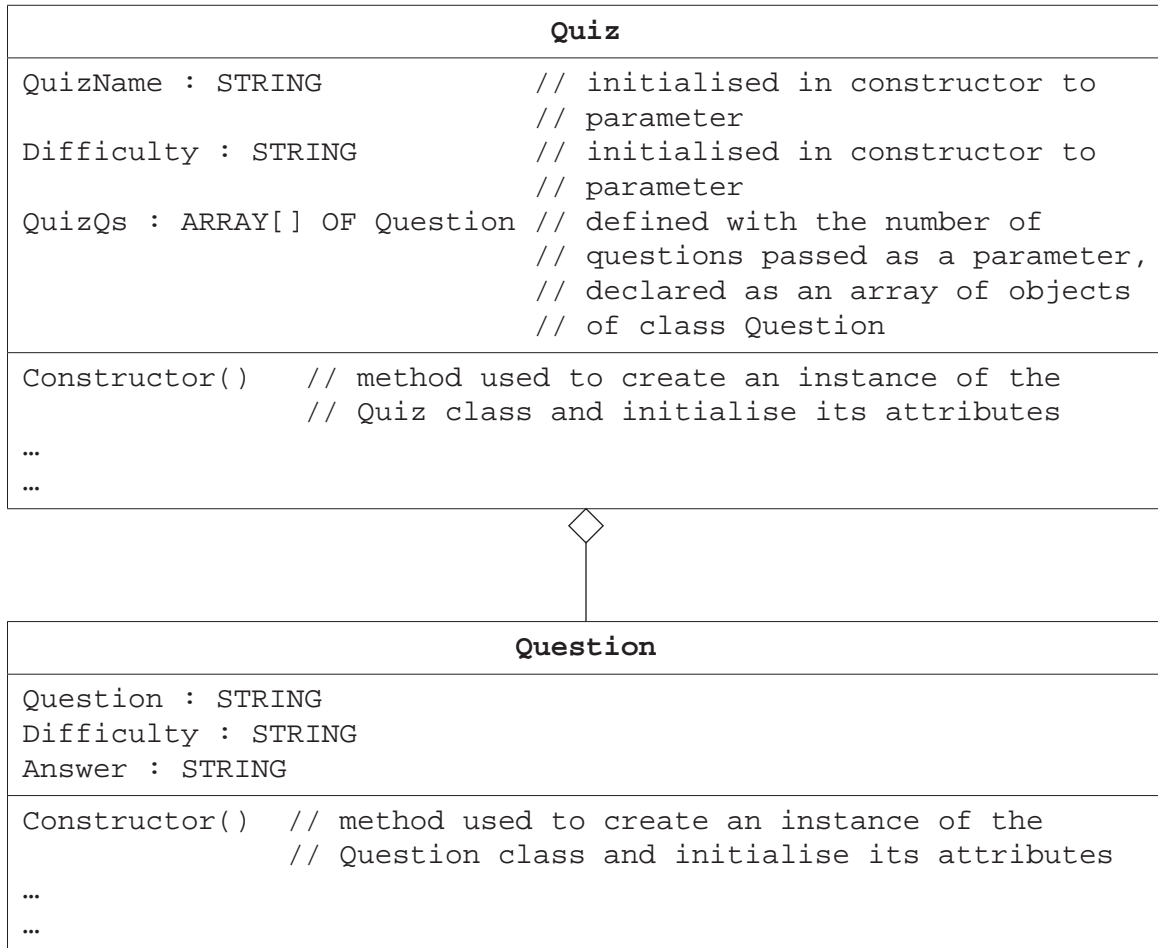 Quiz
QuizName : STRING // initialised in constructor to
// parameter
Difficulty : STRING // initialised in constructor to
// parameter
QuizQs : ARRAY[] OF Question // defined with the number of
// questions passed as a parameter,
// declared as an array of objects
// of class Question
Constructor() // method used to create an instance of the
// Quiz class and initialise its attributes
…
…
Question
Question : STRING
Difficulty : STRING
Answer : STRING
Constructor() // method used to create an instance of the
// Question class and initialise its attributes
…
…